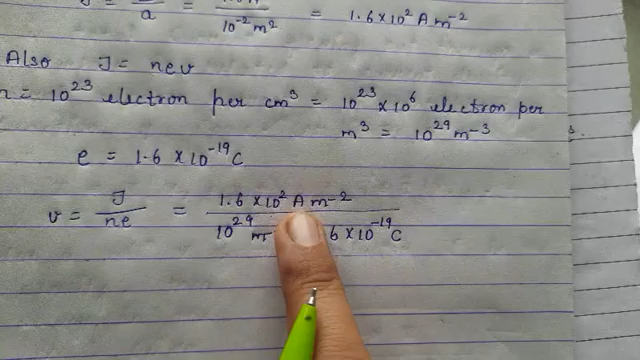 a 10⁻² m² = 1.6 × 10² A m⁻²
Also J = nev
n = 10²³ electron per cm³ = 10²³ × 10⁶ electron per
m³ = 10²⁹ m⁻³
e = 1.6 × 10⁻¹⁹ C
v = J / ne = 1.6 × 10² A m⁻² / 10²⁹ m⁻ 6 × 10⁻¹⁹ C